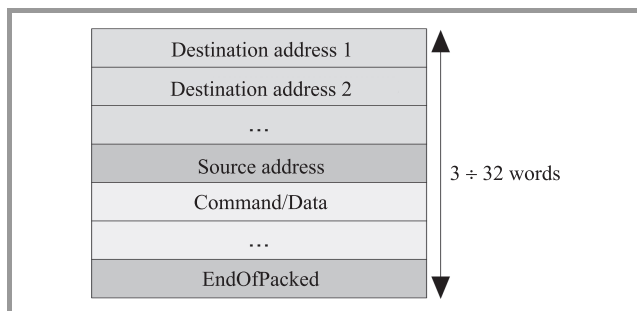 Destination address 1
Destination address 2
...
Source address
3 ÷ 32 words
Command/Data
...
EndOfPacked